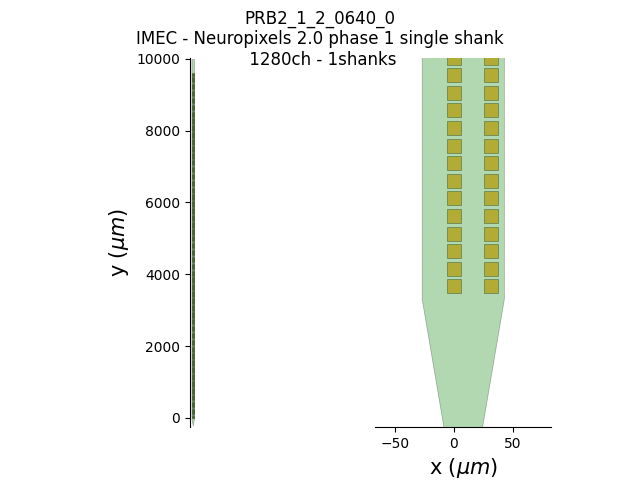 PRB2_1_2_0640_0
IMEC - Neuropixels 2.0 phase 1 single shank
1280ch - 1shanks
10000
8000
6000
4000
2000
0
y (μm)
−50 0 50
x (μm)